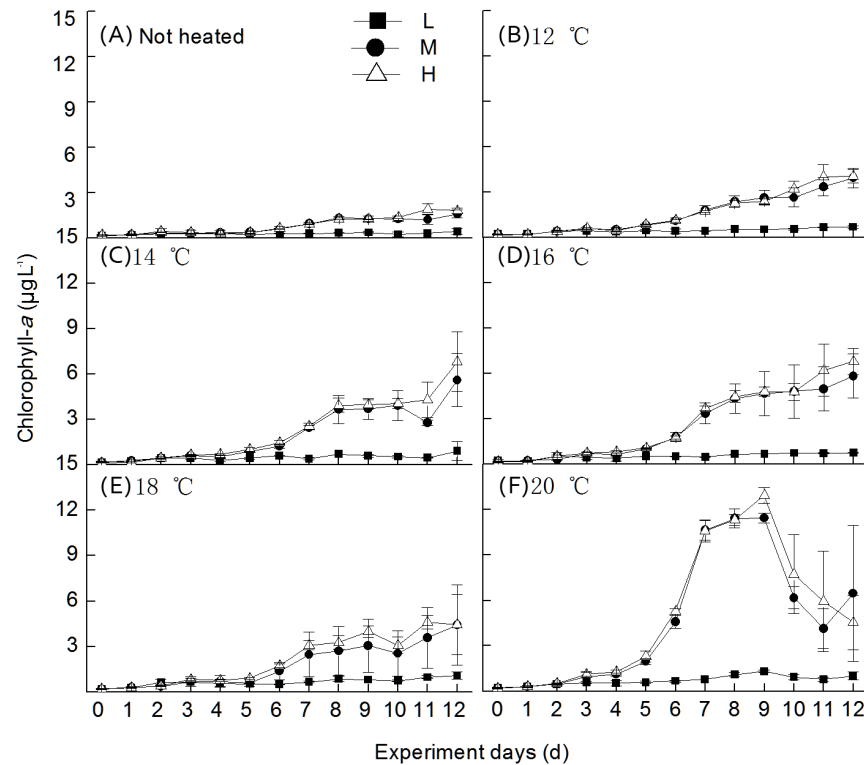 15
(A) Not heated
L
M
H
12
9
6
3
(B)12 ℃
15
(C)14 ℃
12
9
6
3
(D)16 ℃
Chlorophyll-a (μgL⁻¹)
15
(E)18 ℃
12
9
6
3
(F)20 ℃
0 1 2 3 4 5 6 7 8 9 10 11 12
0 1 2 3 4 5 6 7 8 9 10 11 12
Experiment days (d)